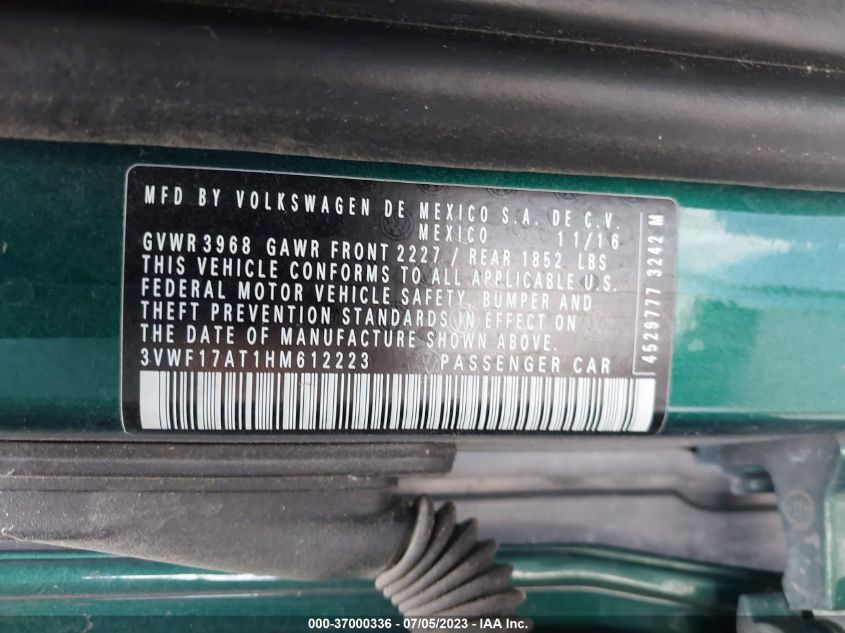 MFD BY VOLKSWAGEN DE MEXICO S.A. DE C.V.
MEXICO 11/16
GVWR 3968 GAWR FRONT 2227 / REAR 1852 LBS
THIS VEHICLE CONFORMS TO ALL APPLICABLE U.S.
FEDERAL MOTOR VEHICLE SAFETY, BUMPER AND
THEFT PREVENTION STANDARDS IN EFFECT ON
THE DATE OF MANUFACTURE SHOWN ABOVE.
3VWF17AT1HM612223 PASSENGER CAR
4529777 3242 M
000-37000336 - 07/05/2023 - © IAA Inc.